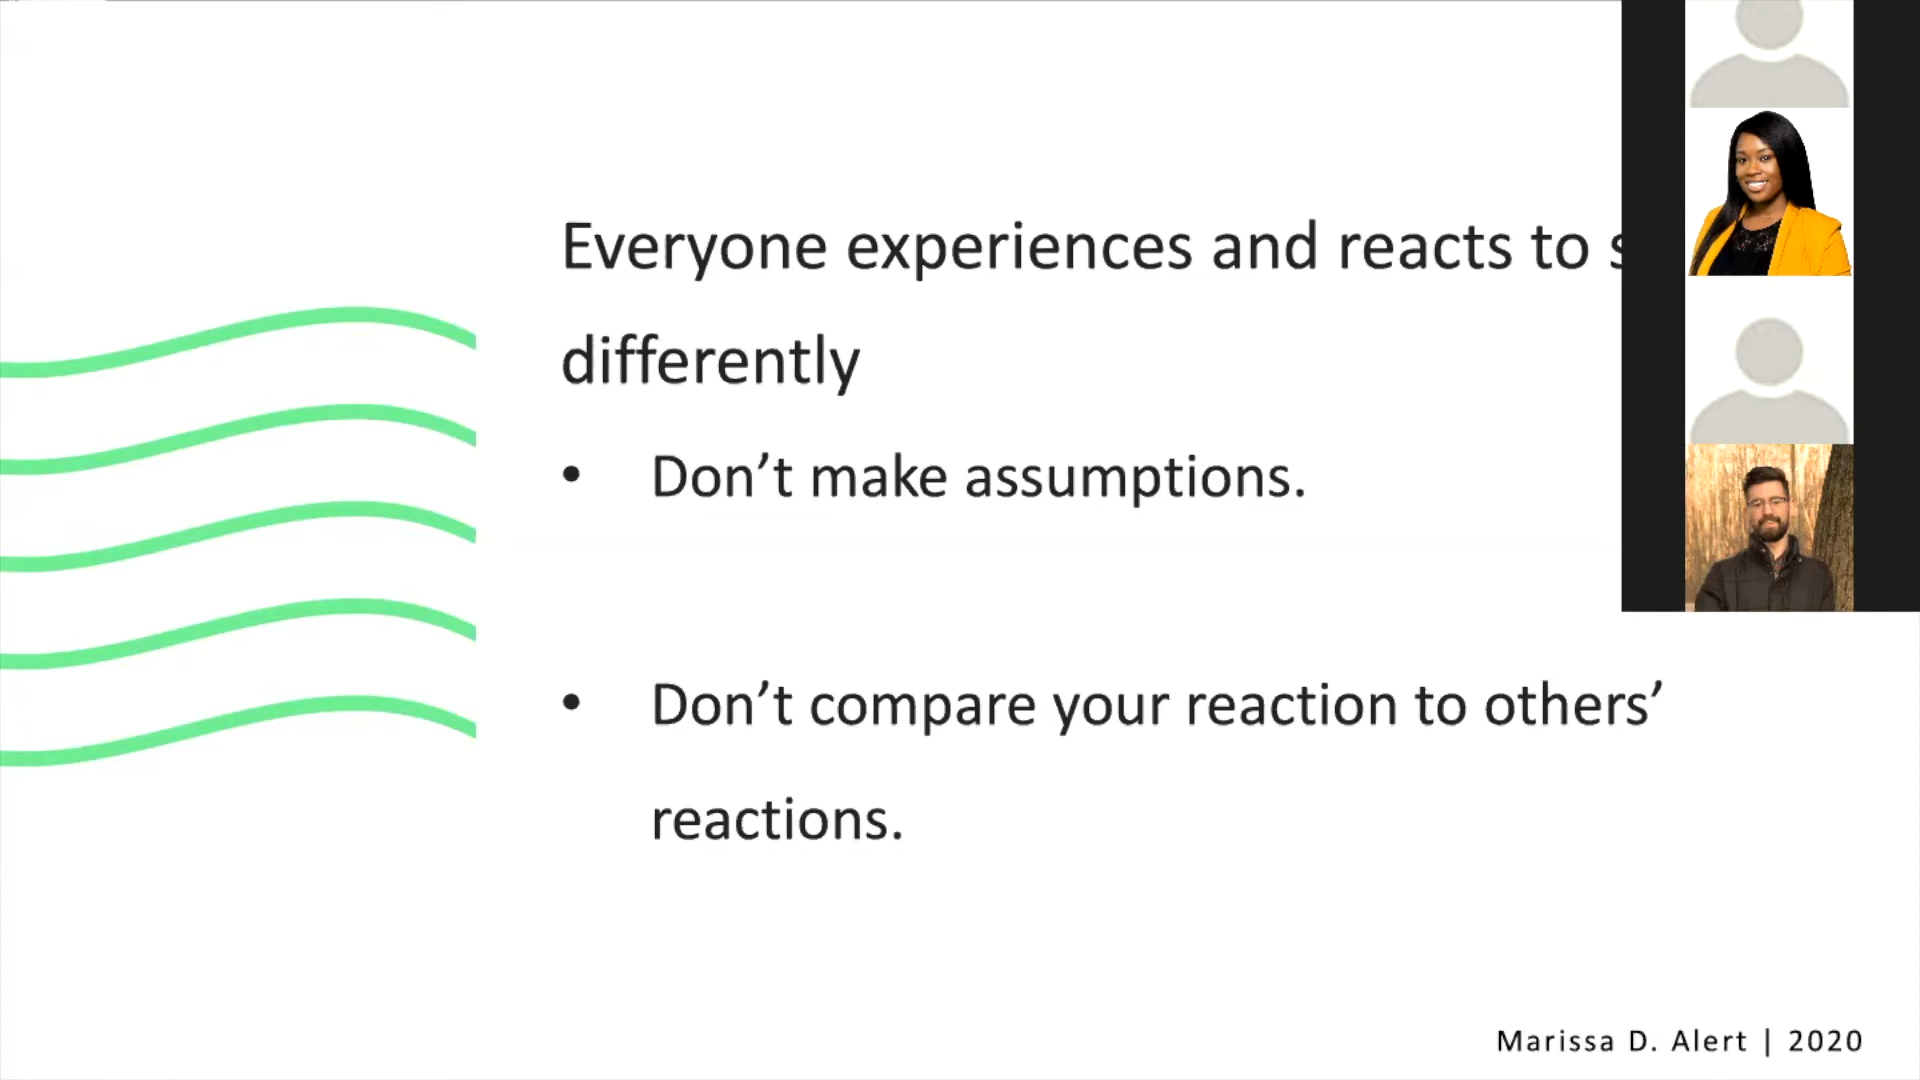 Everyone experiences and reacts to
differently
• Don’t make assumptions.
• Don’t compare your reaction to others’
reactions.
Marissa D. Alert | 2020